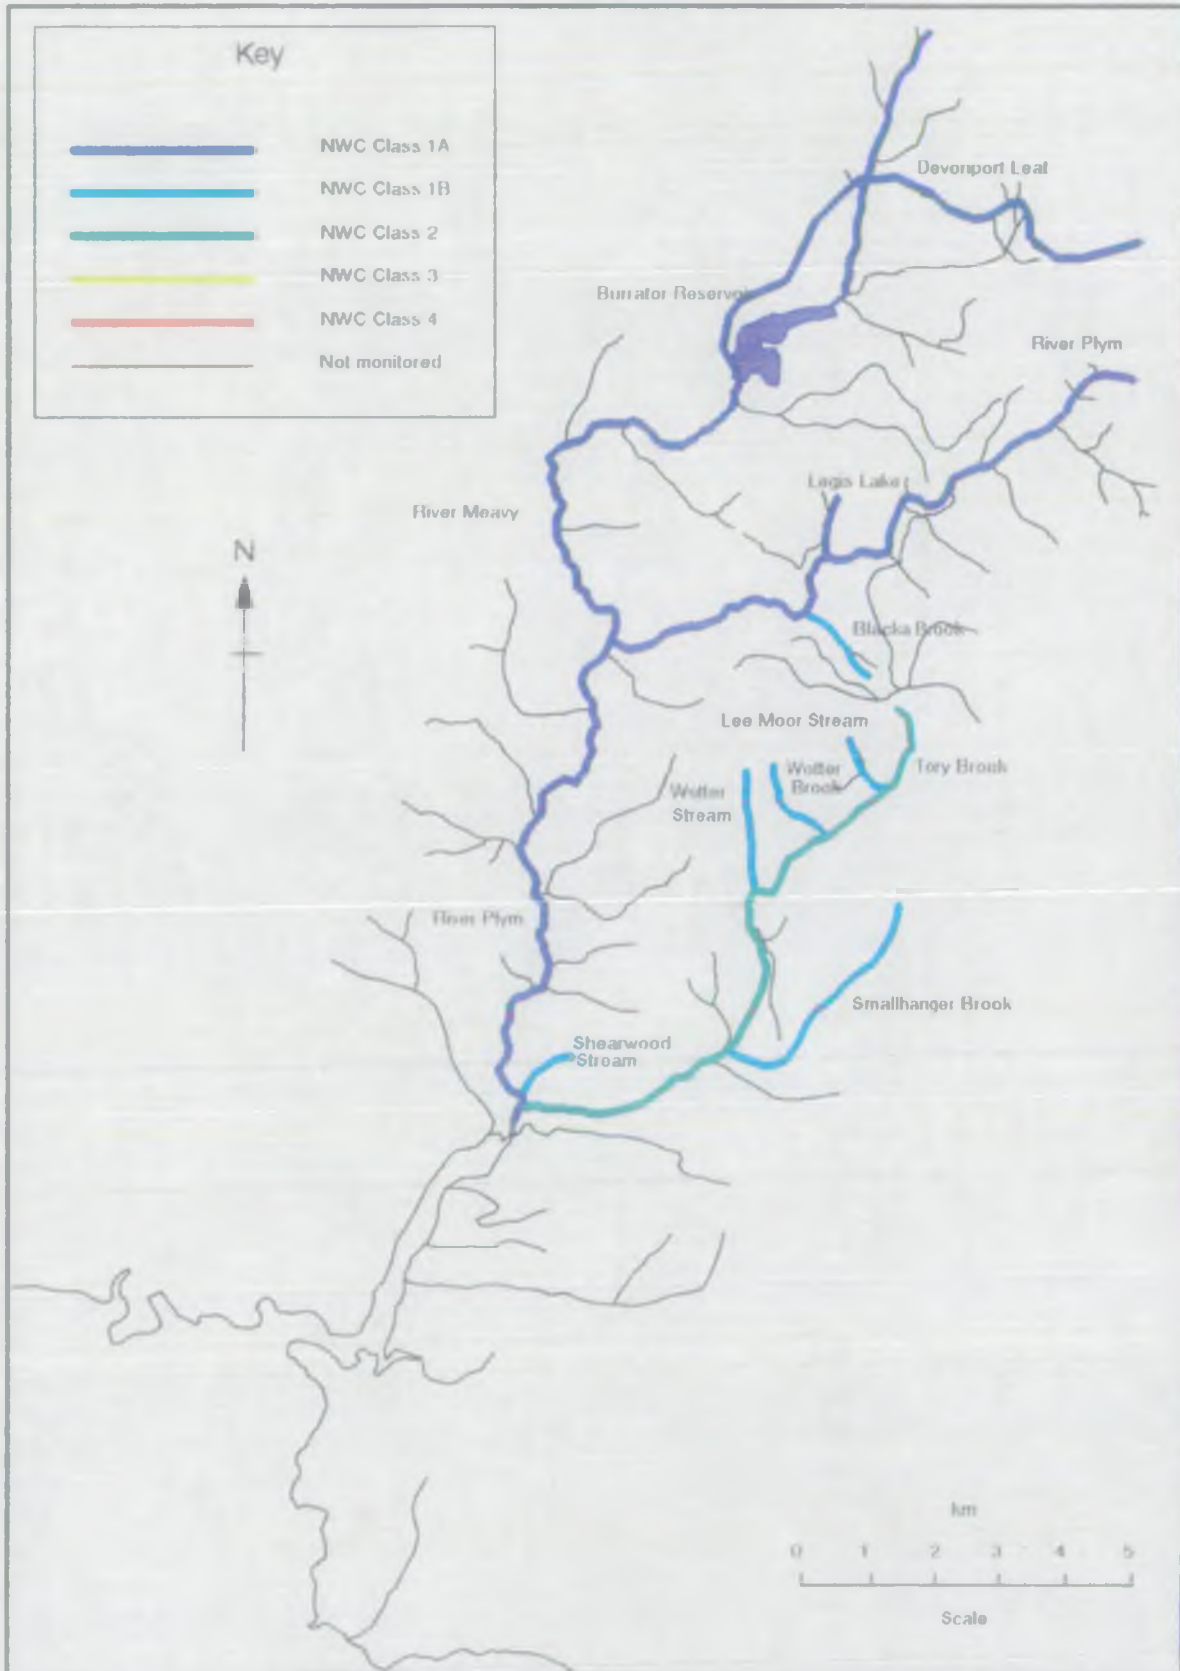 Key
NWC Class 1A
NWC Class 1B
NWC Class 2
NWC Class 3
NWC Class 4
Not monitored
Devonport Leat
Burrator Reservoir
River Plym
Legis Lake
River Meavy
N
Blacka Brook
Lee Moor Stream
Wotter
Brook
Tory Brook
Wotter
Stream
River Plym
Smallhanger Brook
Shearwood
Stream
km
0 1 2 3 4 5
Scale